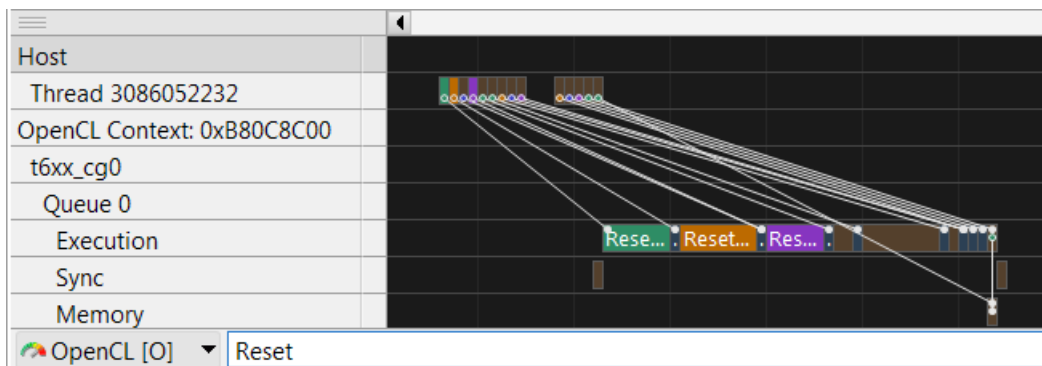 Host
Thread 3086052232
OpenCL Context: 0xB80C8C00
t6xx_cg0
Queue 0
Execution
Rese... Reset... Res...
Sync
Memory
OpenCL [O] Reset